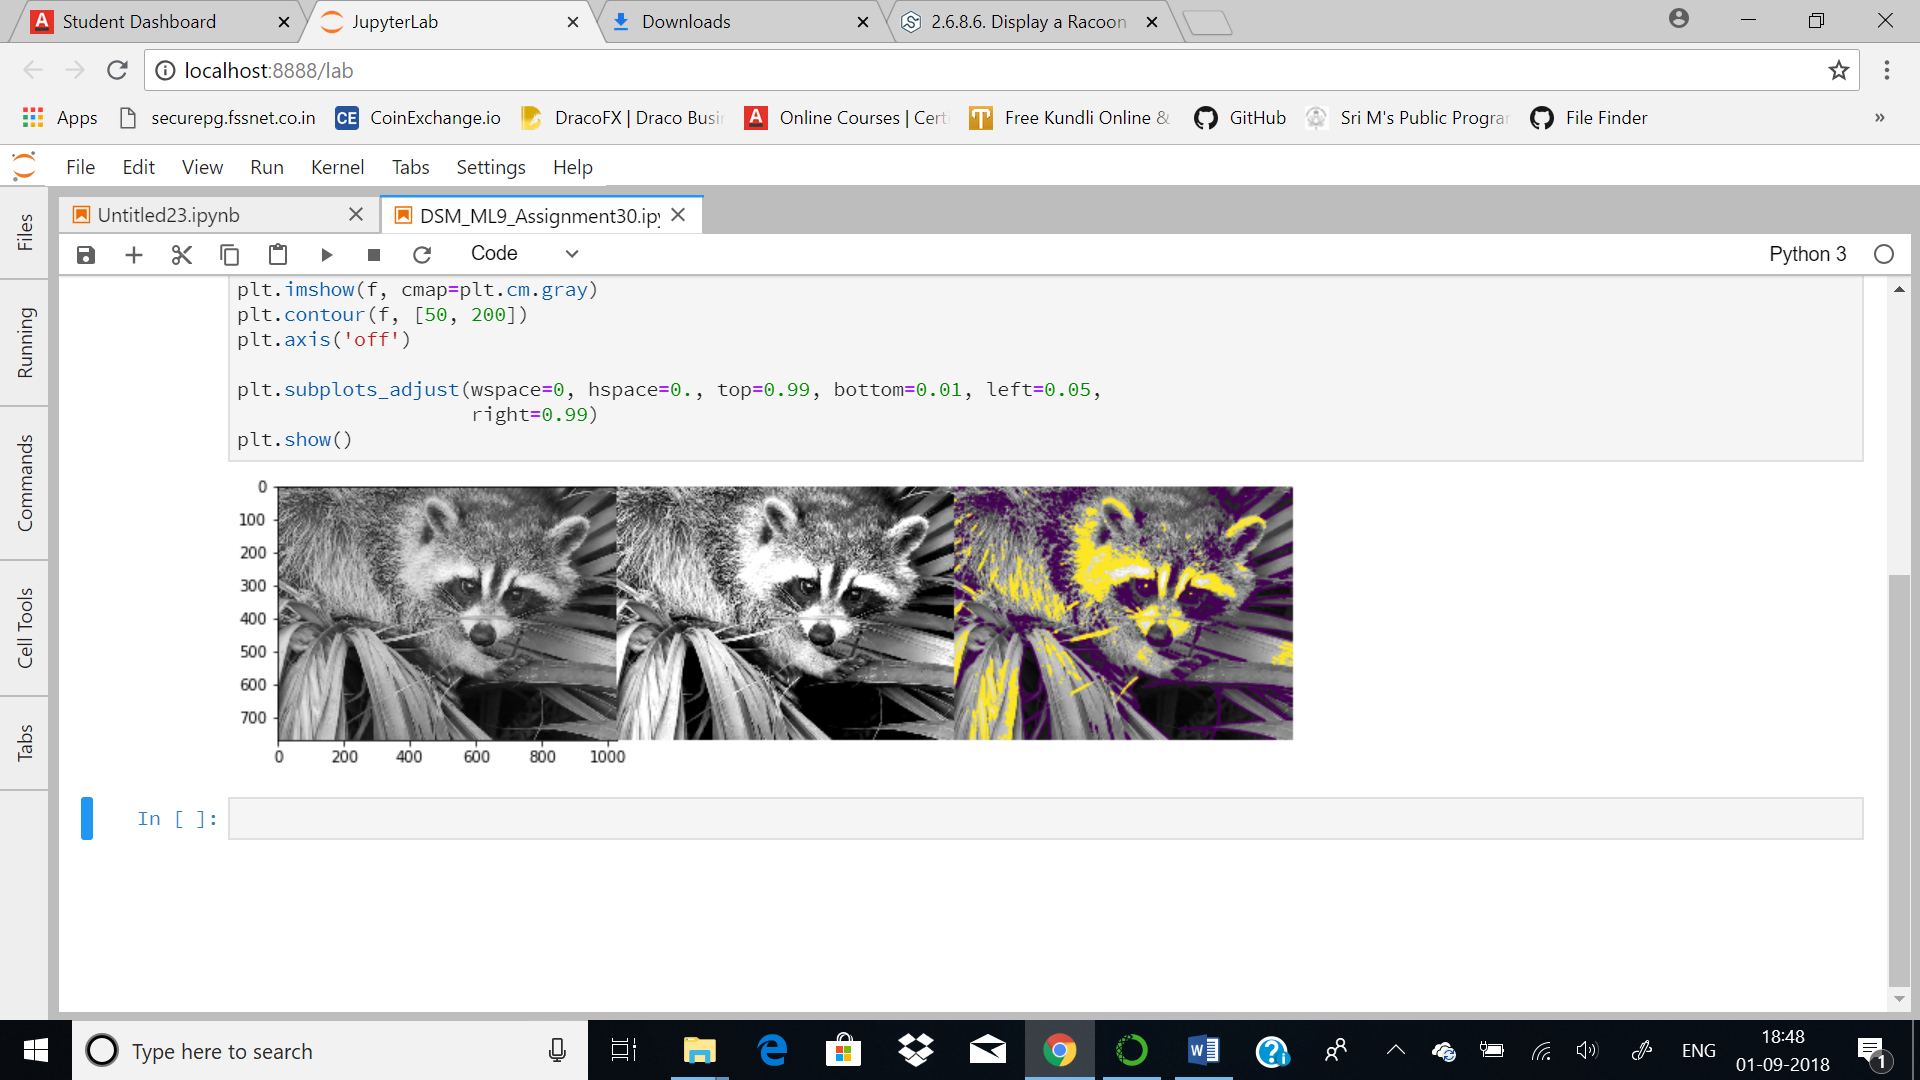 Student Dashboard
JupyterLab
Downloads
2.6.8.6. Display a Racoon
localhost:8888/lab
Apps
securepg.fssnet.co.in
CE CoinExchange.io
DracoFX | Draco Busi
A Online Courses | Cert
T Free Kundli Online &
GitHub
Sri M's Public Progra
File Finder
»
File Edit View Run Kernel Tabs Settings Help
Untitled23.ipynb
DSM_ML9_Assignment30.ipy
Code
Python 3
Files
Running
Commands
Cell Tools
Tabs
plt.imshow(f, cmap=plt.cm.gray)
plt.contour(f, [50, 200])
plt.axis('off')
plt.subplots_adjust(wspace=0, hspace=0., top=0.99, bottom=0.01, left=0.05,
right=0.99)
plt.show()
0
100
200
300
400
500
600
700
0 200 400 600 800 1000
In [ ]:
Type here to search
ENG
18:48
01-09-2018
1